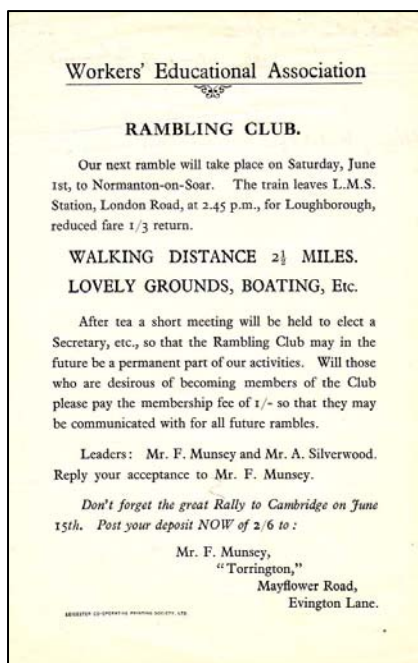 Workers' Educational Association
RAMBLING CLUB.
Our next ramble will take place on Saturday, June
1st, to Normanton-on-Soar. The train leaves L.M.S.
Station, London Road, at 2.45 p.m., for Loughborough,
reduced fare 1/3 return.
WALKING DISTANCE 2½ MILES.
LOVELY GROUNDS, BOATING, Etc.
After tea a short meeting will be held to elect a
Secretary, etc., so that the Rambling Club may in the
future be a permanent part of our activities. Will those
who are desirous of becoming members of the Club
please pay the membership fee of 1/- so that they may
be communicated with for all future rambles.
Leaders: Mr. F. Munsey and Mr. A. Silverwood.
Reply your acceptance to Mr. F. Munsey.
Don't forget the great Rally to Cambridge on June
15th. Post your deposit NOW of 2/6 to:
Mr. F. Munsey,
"Torrington,"
Mayflower Road,
Evington Lane.
LEICESTER CO-OPERATIVE PRINTING SOCIETY, LTD.